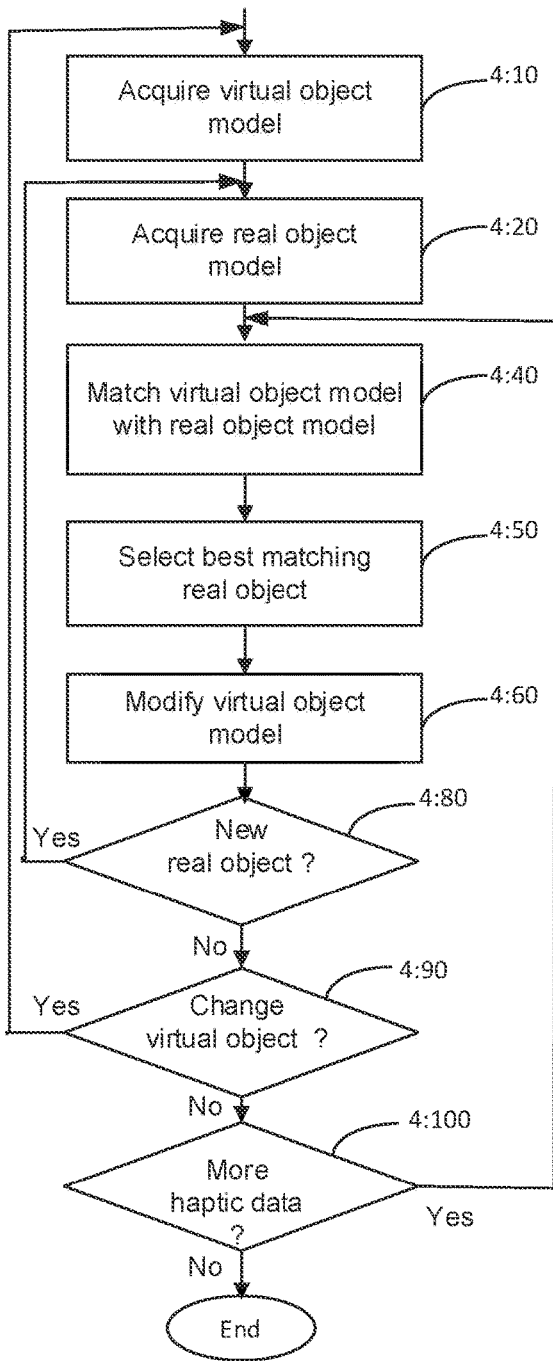 Acquire virtual object
model
4:10
Acquire real object
model
4:20
Match virtual object model
with real object model
4:40
Select best matching
real object
4:50
Modify virtual object
model
4:60
4:80
Yes
New
real object ?
No
4:90
Yes
Change
virtual object ?
No
4:100
More
haptic data
?
Yes
No
End